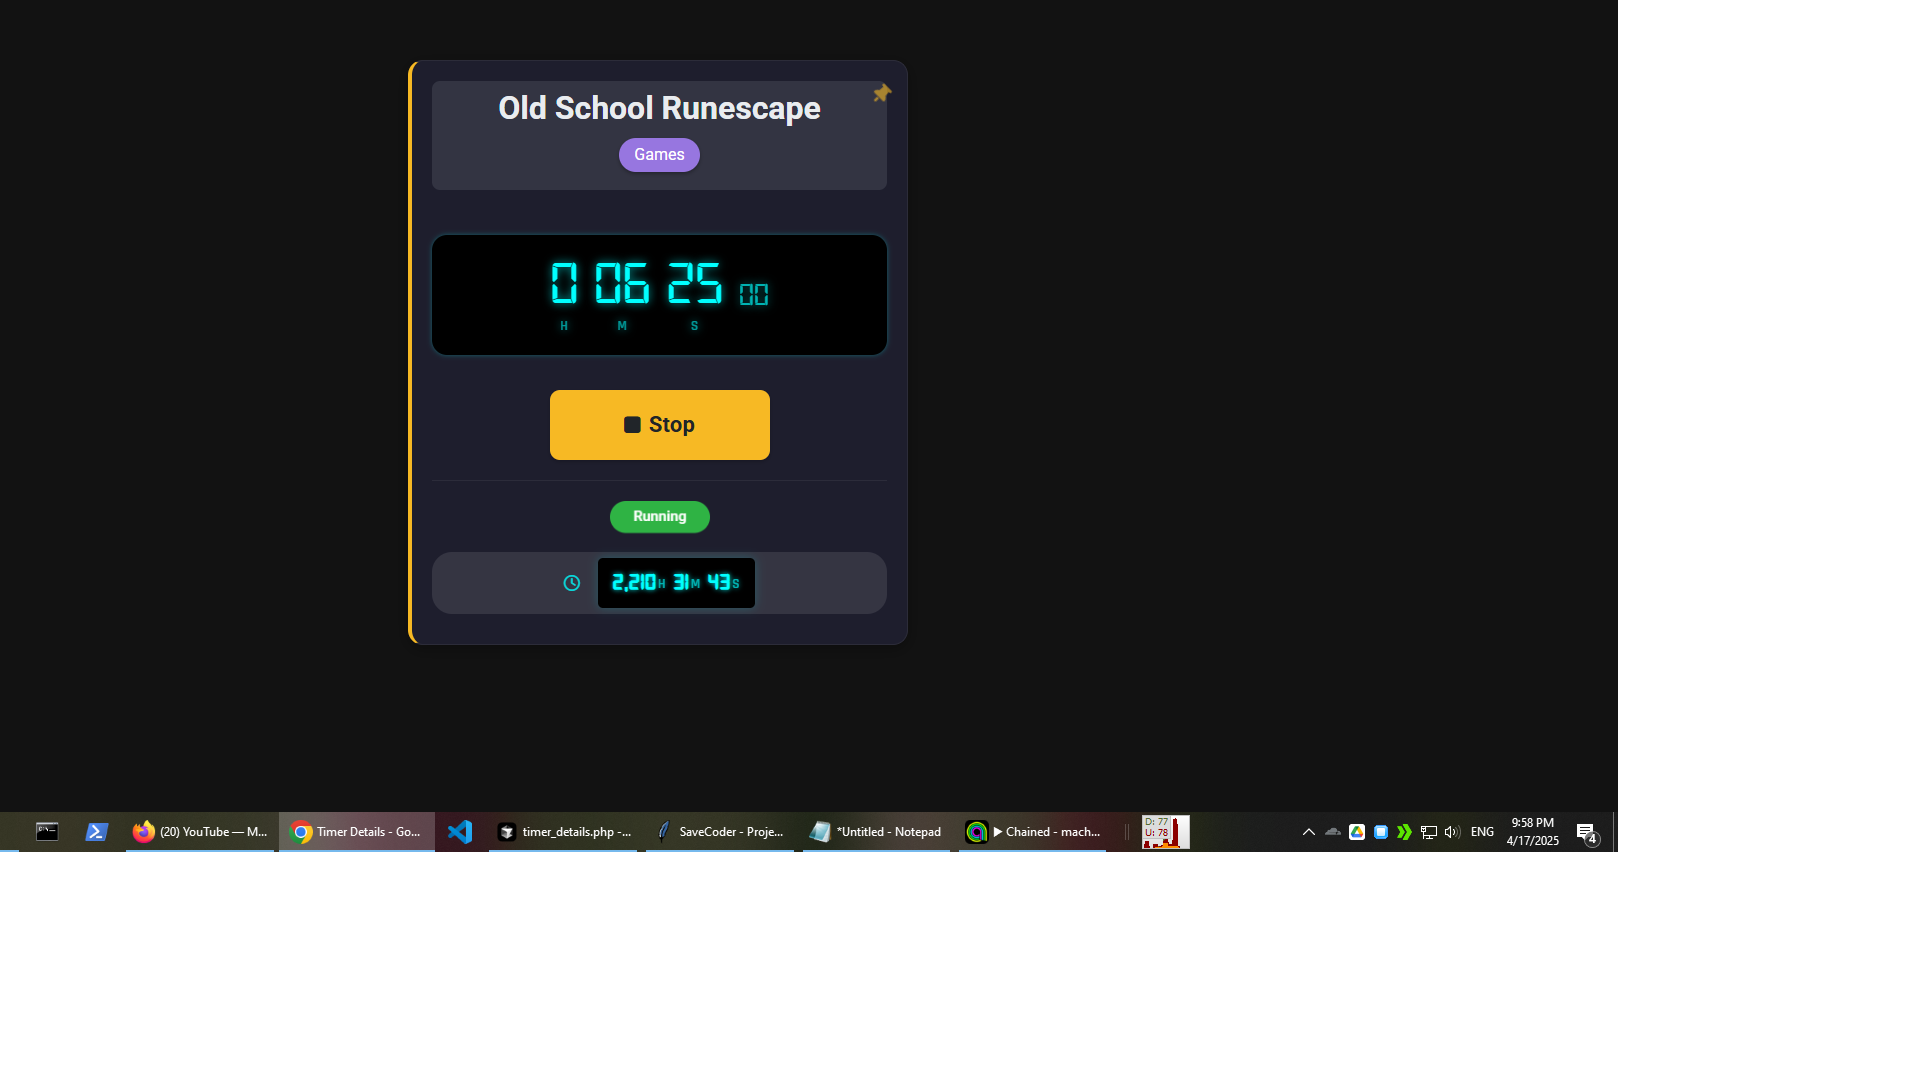 Old School Runescape
Games
0 06 25 00
H M S
Stop
Running
2,210H 31M 43S
(20) YouTube — M...
Timer Details - Go...
timer_details.php -...
SaveCoder - Proje...
*Untitled - Notepad
▶ Chained - mach...
D: 77
U: 78
ENG
9:58 PM
4/17/2025
4